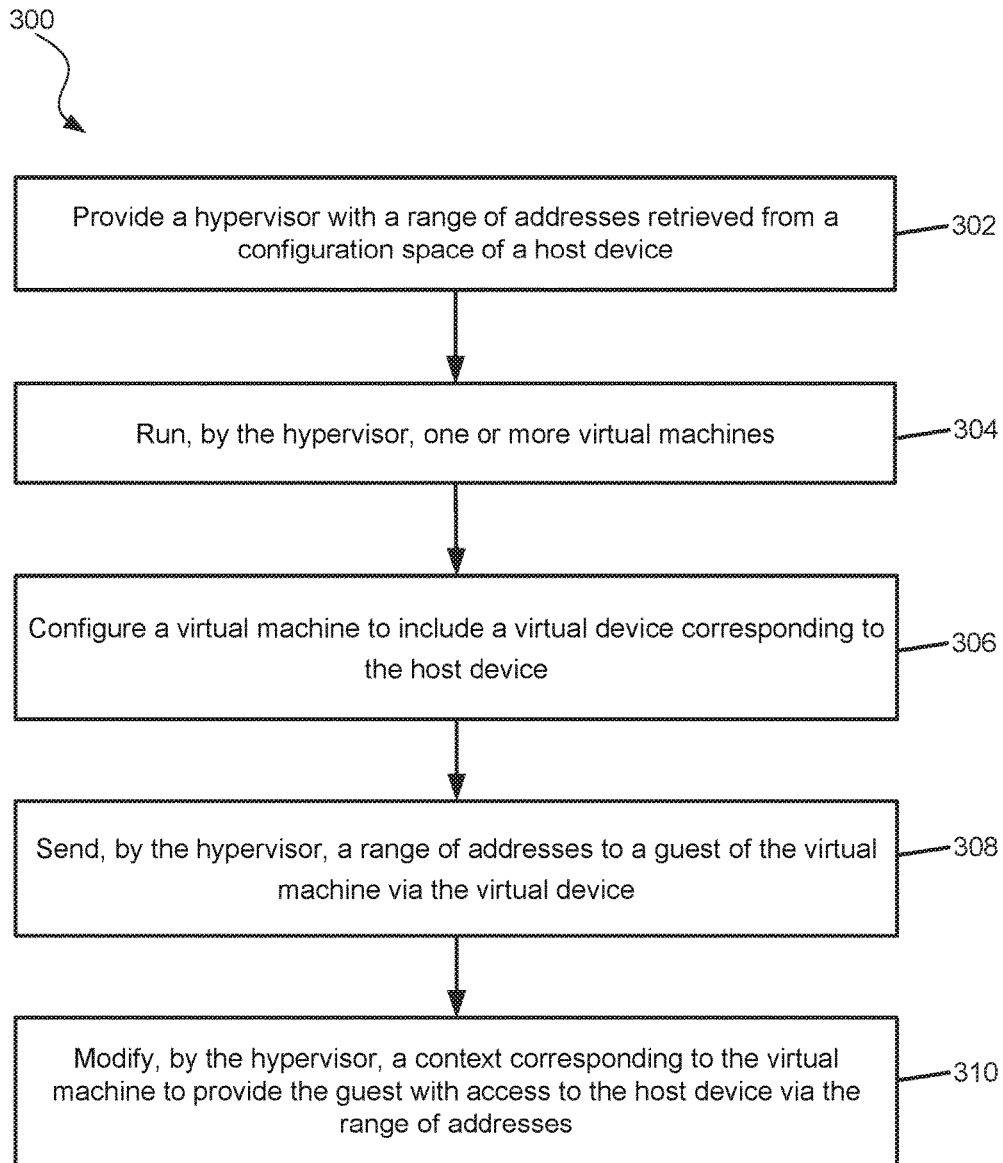 300
Provide a hypervisor with a range of addresses retrieved from a
configuration space of a host device
302
Run, by the hypervisor, one or more virtual machines
304
Configure a virtual machine to include a virtual device corresponding to
the host device
306
Send, by the hypervisor, a range of addresses to a guest of the virtual
machine via the virtual device
308
Modify, by the hypervisor, a context corresponding to the virtual
machine to provide the guest with access to the host device via the
range of addresses
310